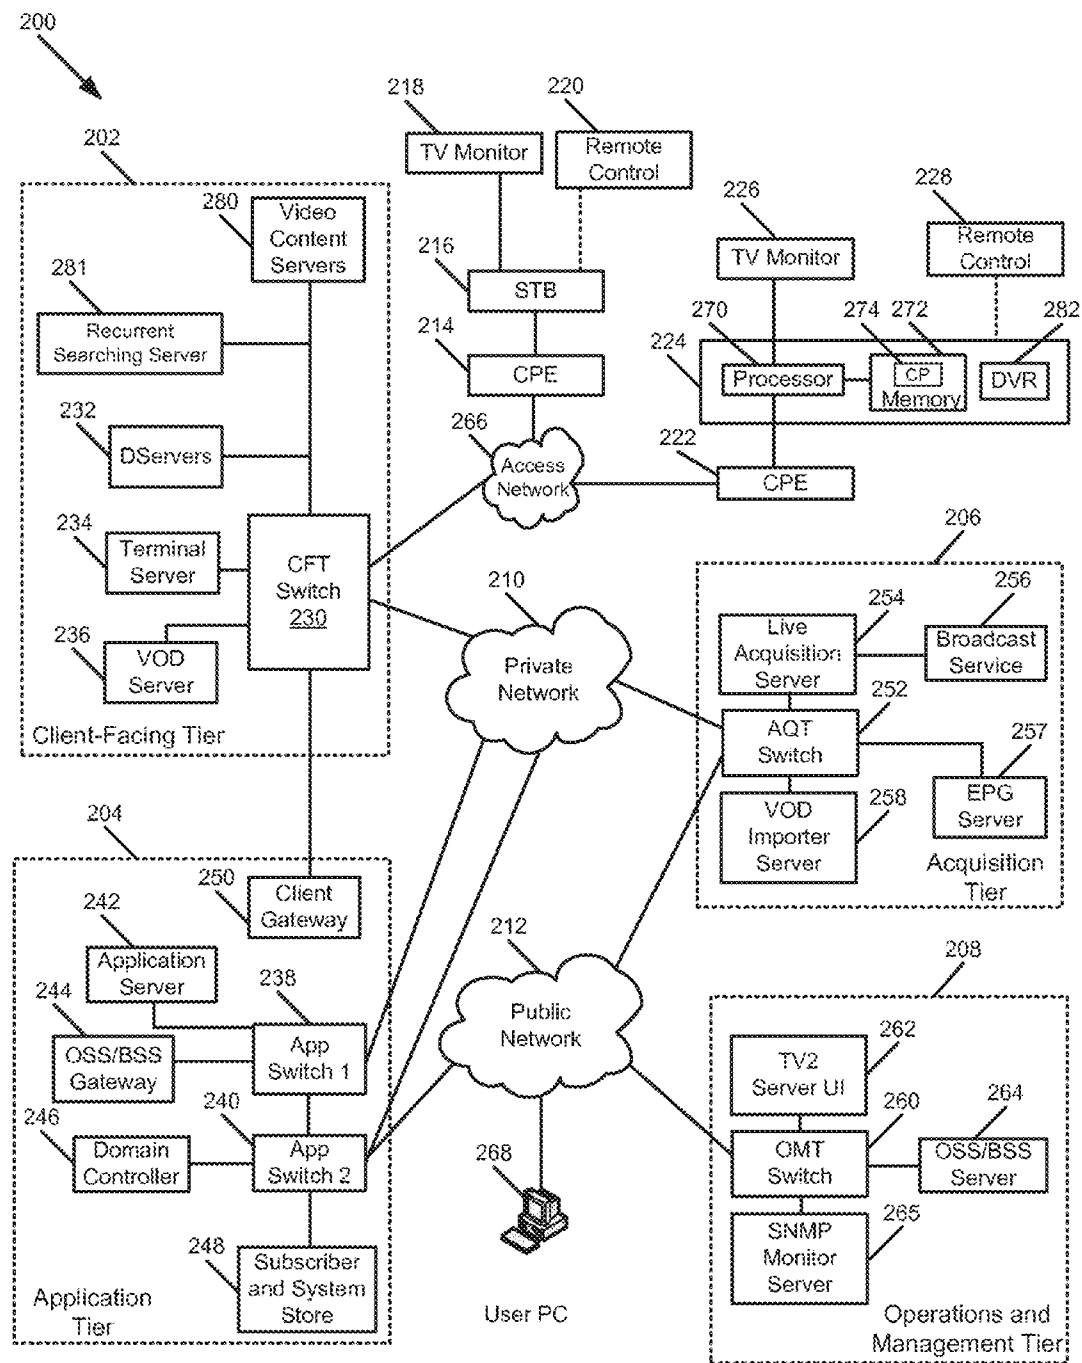 200
202
280
Video
Content
Servers
281
Recurrent
Searching Server
232
DServers
234
Terminal
Server
236
VOD
Server
CFT
Switch
230
Client-Facing Tier
218
TV Monitor
220
Remote
Control
216
STB
214
CPE
266
Access
Network
226
TV Monitor
228
Remote
Control
270
274
272
282
224
Processor
CP
Memory
DVR
222
CPE
210
Private
Network
206
254
Live
Acquisition
Server
256
Broadcast
Service
252
AQT
Switch
257
EPG
Server
258
VOD
Importer
Server
Acquisition
Tier
204
250
Client
Gateway
242
Application
Server
244
OSS/BSS
Gateway
238
App
Switch 1
246
Domain
Controller
240
App
Switch 2
248
Subscriber
and System
Store
Application
Tier
212
Public
Network
268
User PC
208
262
TV2
Server UI
260
OMT
Switch
264
OSS/BSS
Server
265
SNMP
Monitor
Server
Operations and
Management Tier